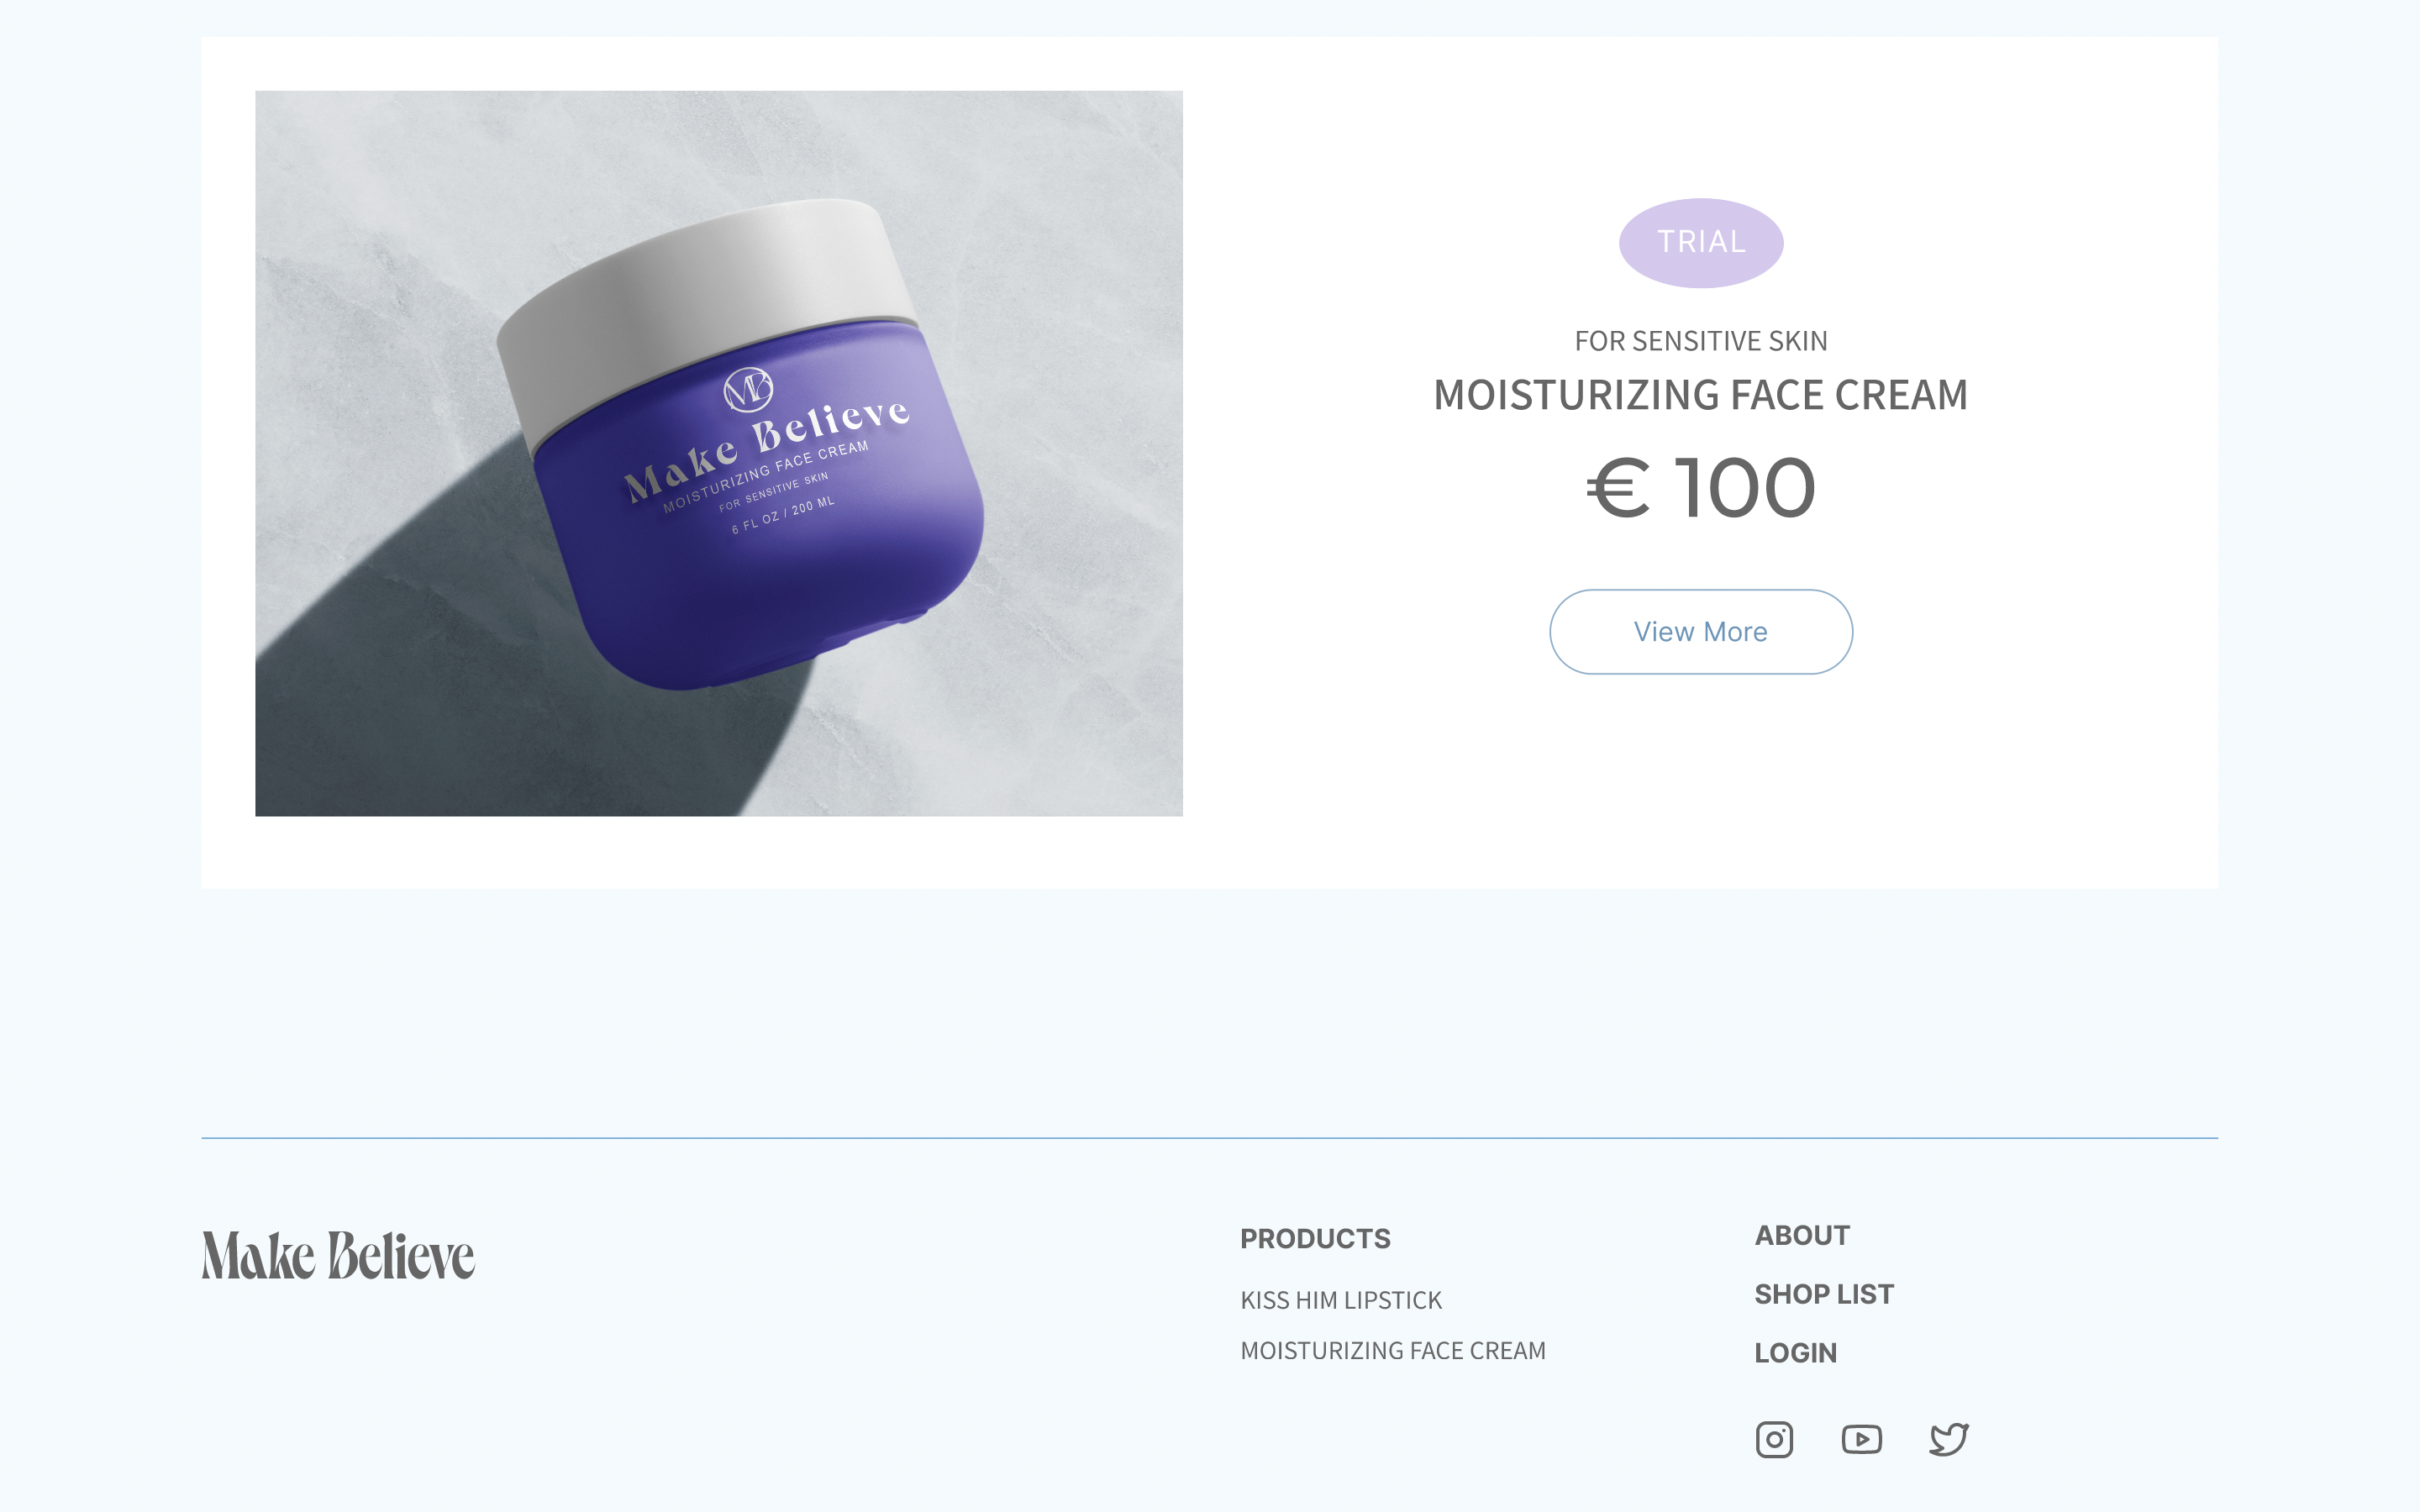 MB
Make Believe
MOISTURIZING FACE CREAM
FOR SENSITIVE SKIN
6 FL OZ / 200 ML
TRIAL
FOR SENSITIVE SKIN
MOISTURIZING FACE CREAM
€ 100
View More
Make Believe
PRODUCTS
KISS HIM LIPSTICK
MOISTURIZING FACE CREAM
ABOUT
SHOP LIST
LOGIN